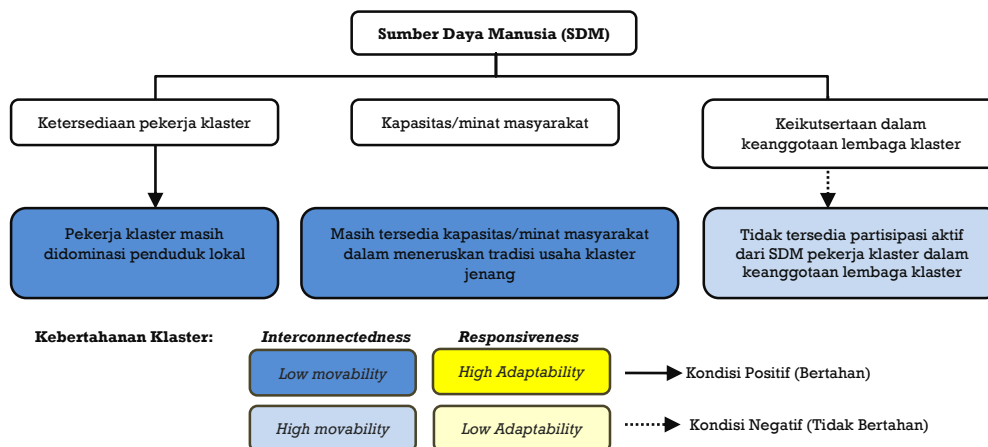 Sumber Daya Manusia (SDM)
Ketersediaan pekerja klaster
Kapasitas/minat masyarakat
Keikutsertaan dalam
keanggotaan lembaga klaster
Pekerja klaster masih
didominasi penduduk lokal
Masih tersedia kapasitas/minat masyarakat
dalam meneruskan tradisi usaha klaster
jenang
Tidak tersedia partisipasi aktif
dari SDM pekerja klaster dalam
keanggotaan lembaga klaster
Kebertahanan Klaster:
Interconnectedness
Responsiveness
Low movability
High Adaptability
Kondisi Positif (Bertahan)
High movability
Low Adaptability
Kondisi Negatif (Tidak Bertahan)